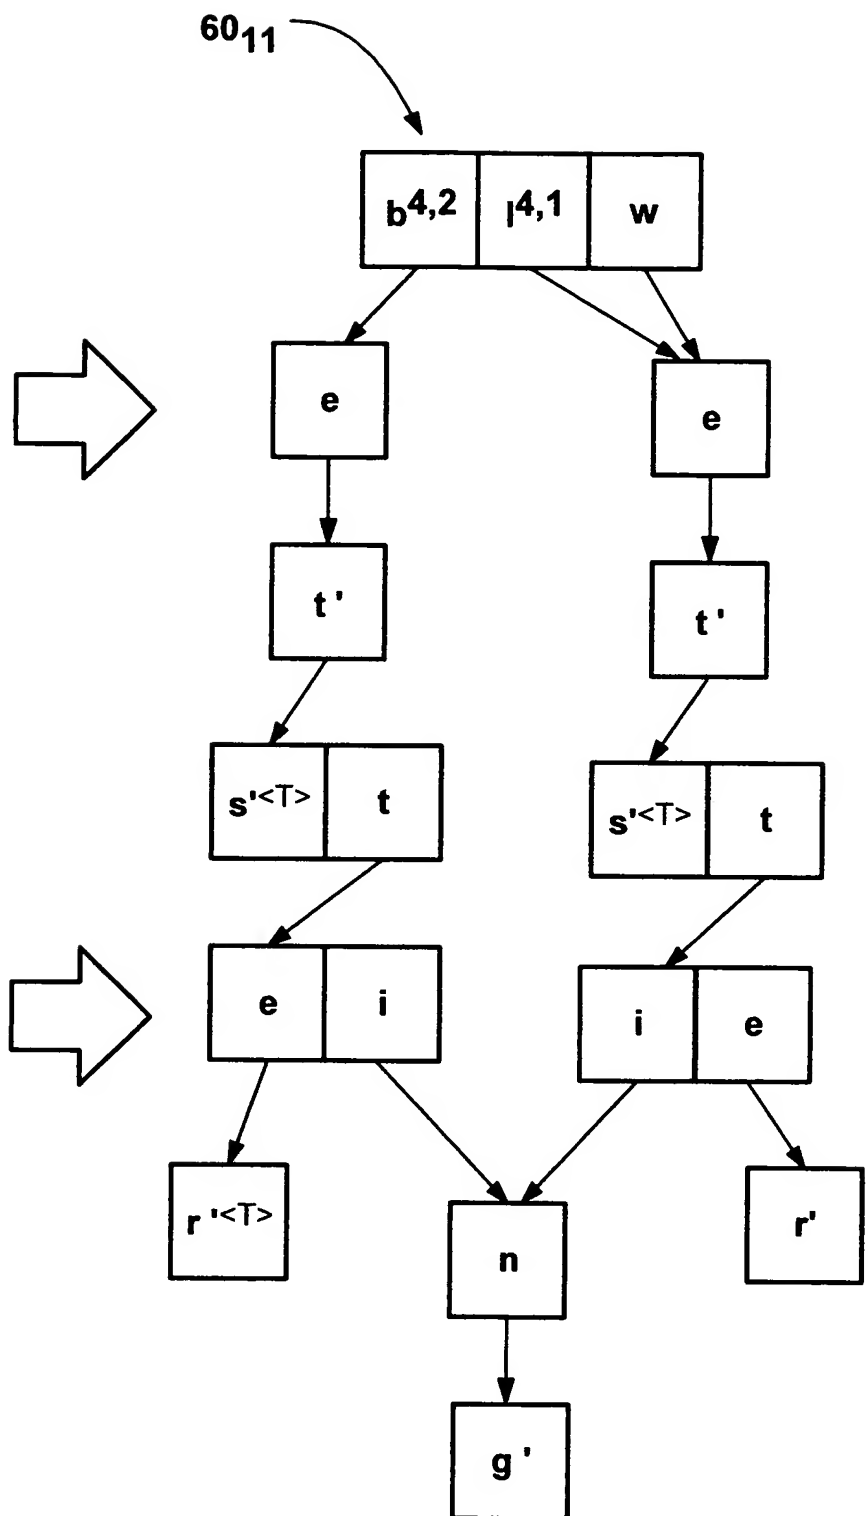 60₁₁
b⁴,² l⁴,¹ w
e e
t ' t '
s'<T> t s'<T> t
e i i e
r '<T> n r'
g '